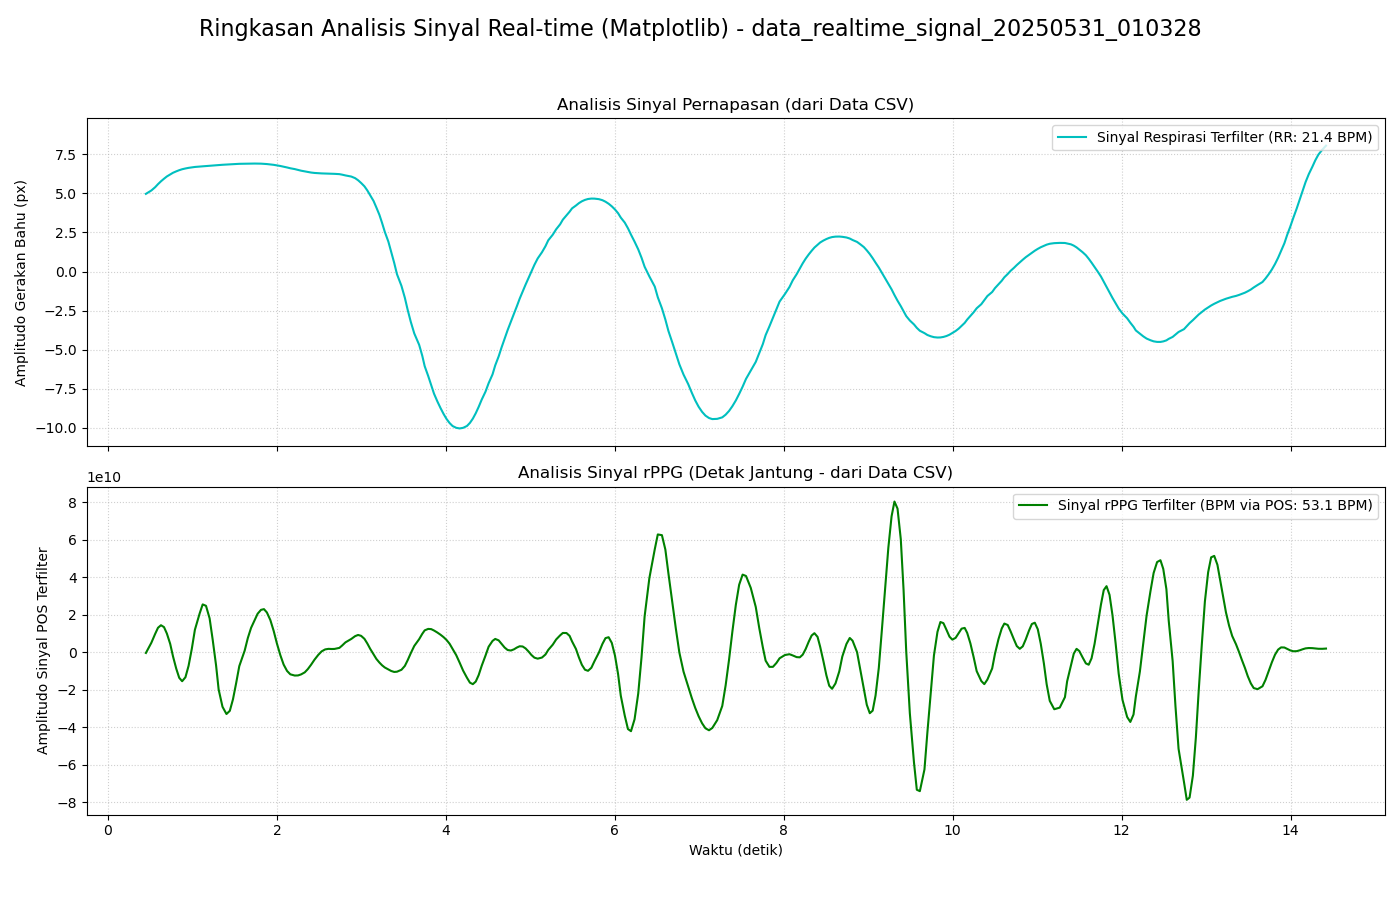 Ringkasan Analisis Sinyal Real-time (Matplotlib) - data_realtime_signal_20250531_010328
Analisis Sinyal Pernapasan (dari Data CSV)
Sinyal Respirasi Terfilter (RR: 21.4 BPM)
Amplitudo Gerakan Bahu (px)
7.5
5.0
2.5
0.0
−2.5
−5.0
−7.5
−10.0
Analisis Sinyal rPPG (Detak Jantung - dari Data CSV)
1e10
Sinyal rPPG Terfilter (BPM via POS: 53.1 BPM)
Amplitudo Sinyal POS Terfilter
8
6
4
2
0
−2
−4
−6
−8
0 2 4 6 8 10 12 14
Waktu (detik)